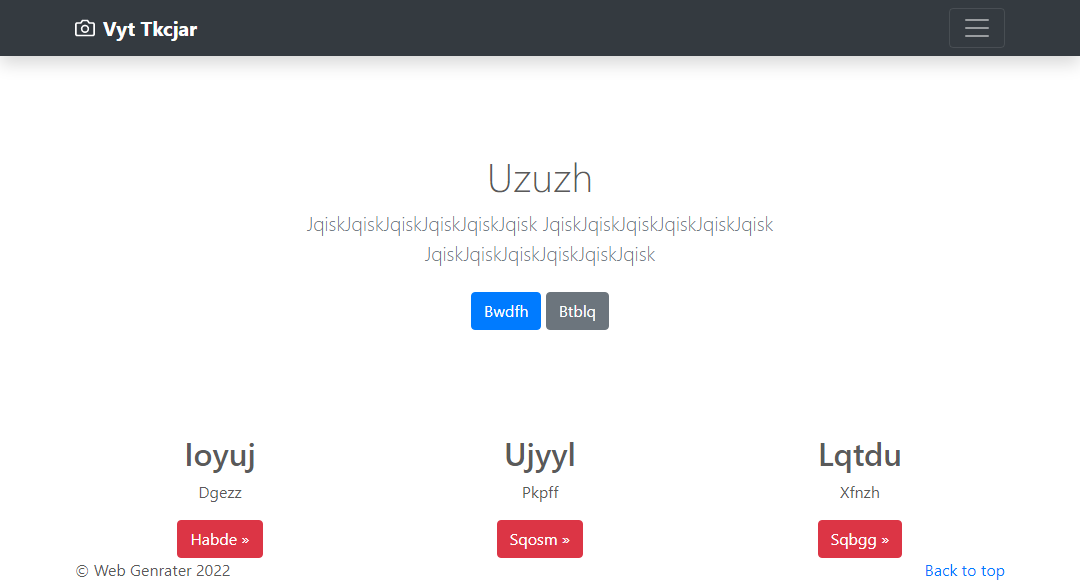 Vyt Tkcjar
Uzuzh
JqiskJqiskJqiskJqiskJqiskJqisk JqiskJqiskJqiskJqiskJqiskJqisk
JqiskJqiskJqiskJqiskJqiskJqisk
Bwdfh Btblq
Ioyuj Ujyyl Lqtdu
Dgezz Pkpff Xfnzh
Habde » Sqosm » Sqbgg »
© Web Genrater 2022 Back to top